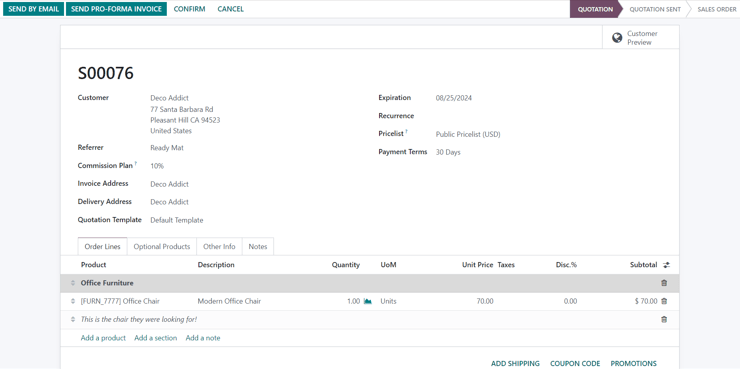 SEND BY EMAIL SEND PRO-FORMA INVOICE CONFIRM CANCEL QUOTATION QUOTATION SENT SALES ORDER
Customer
Preview
S00076
Customer Deco Addict
77 Santa Barbara Rd
Pleasant Hill CA 94523
United States
Referrer Ready Mat
Commission Plan ? 10%
Invoice Address Deco Addict
Delivery Address Deco Addict
Quotation Template Default Template
Expiration 08/25/2024
Recurrence
Pricelist ? Public Pricelist (USD)
Payment Terms 30 Days
Order Lines Optional Products Other Info Notes
Product Description Quantity UoM Unit Price Taxes Disc.% Subtotal
Office Furniture
[FURN_7777] Office Chair Modern Office Chair 1.00 Units 70.00 0.00 $ 70.00
This is the chair they were looking for!
Add a product Add a section Add a note
ADD SHIPPING COUPON CODE PROMOTIONS